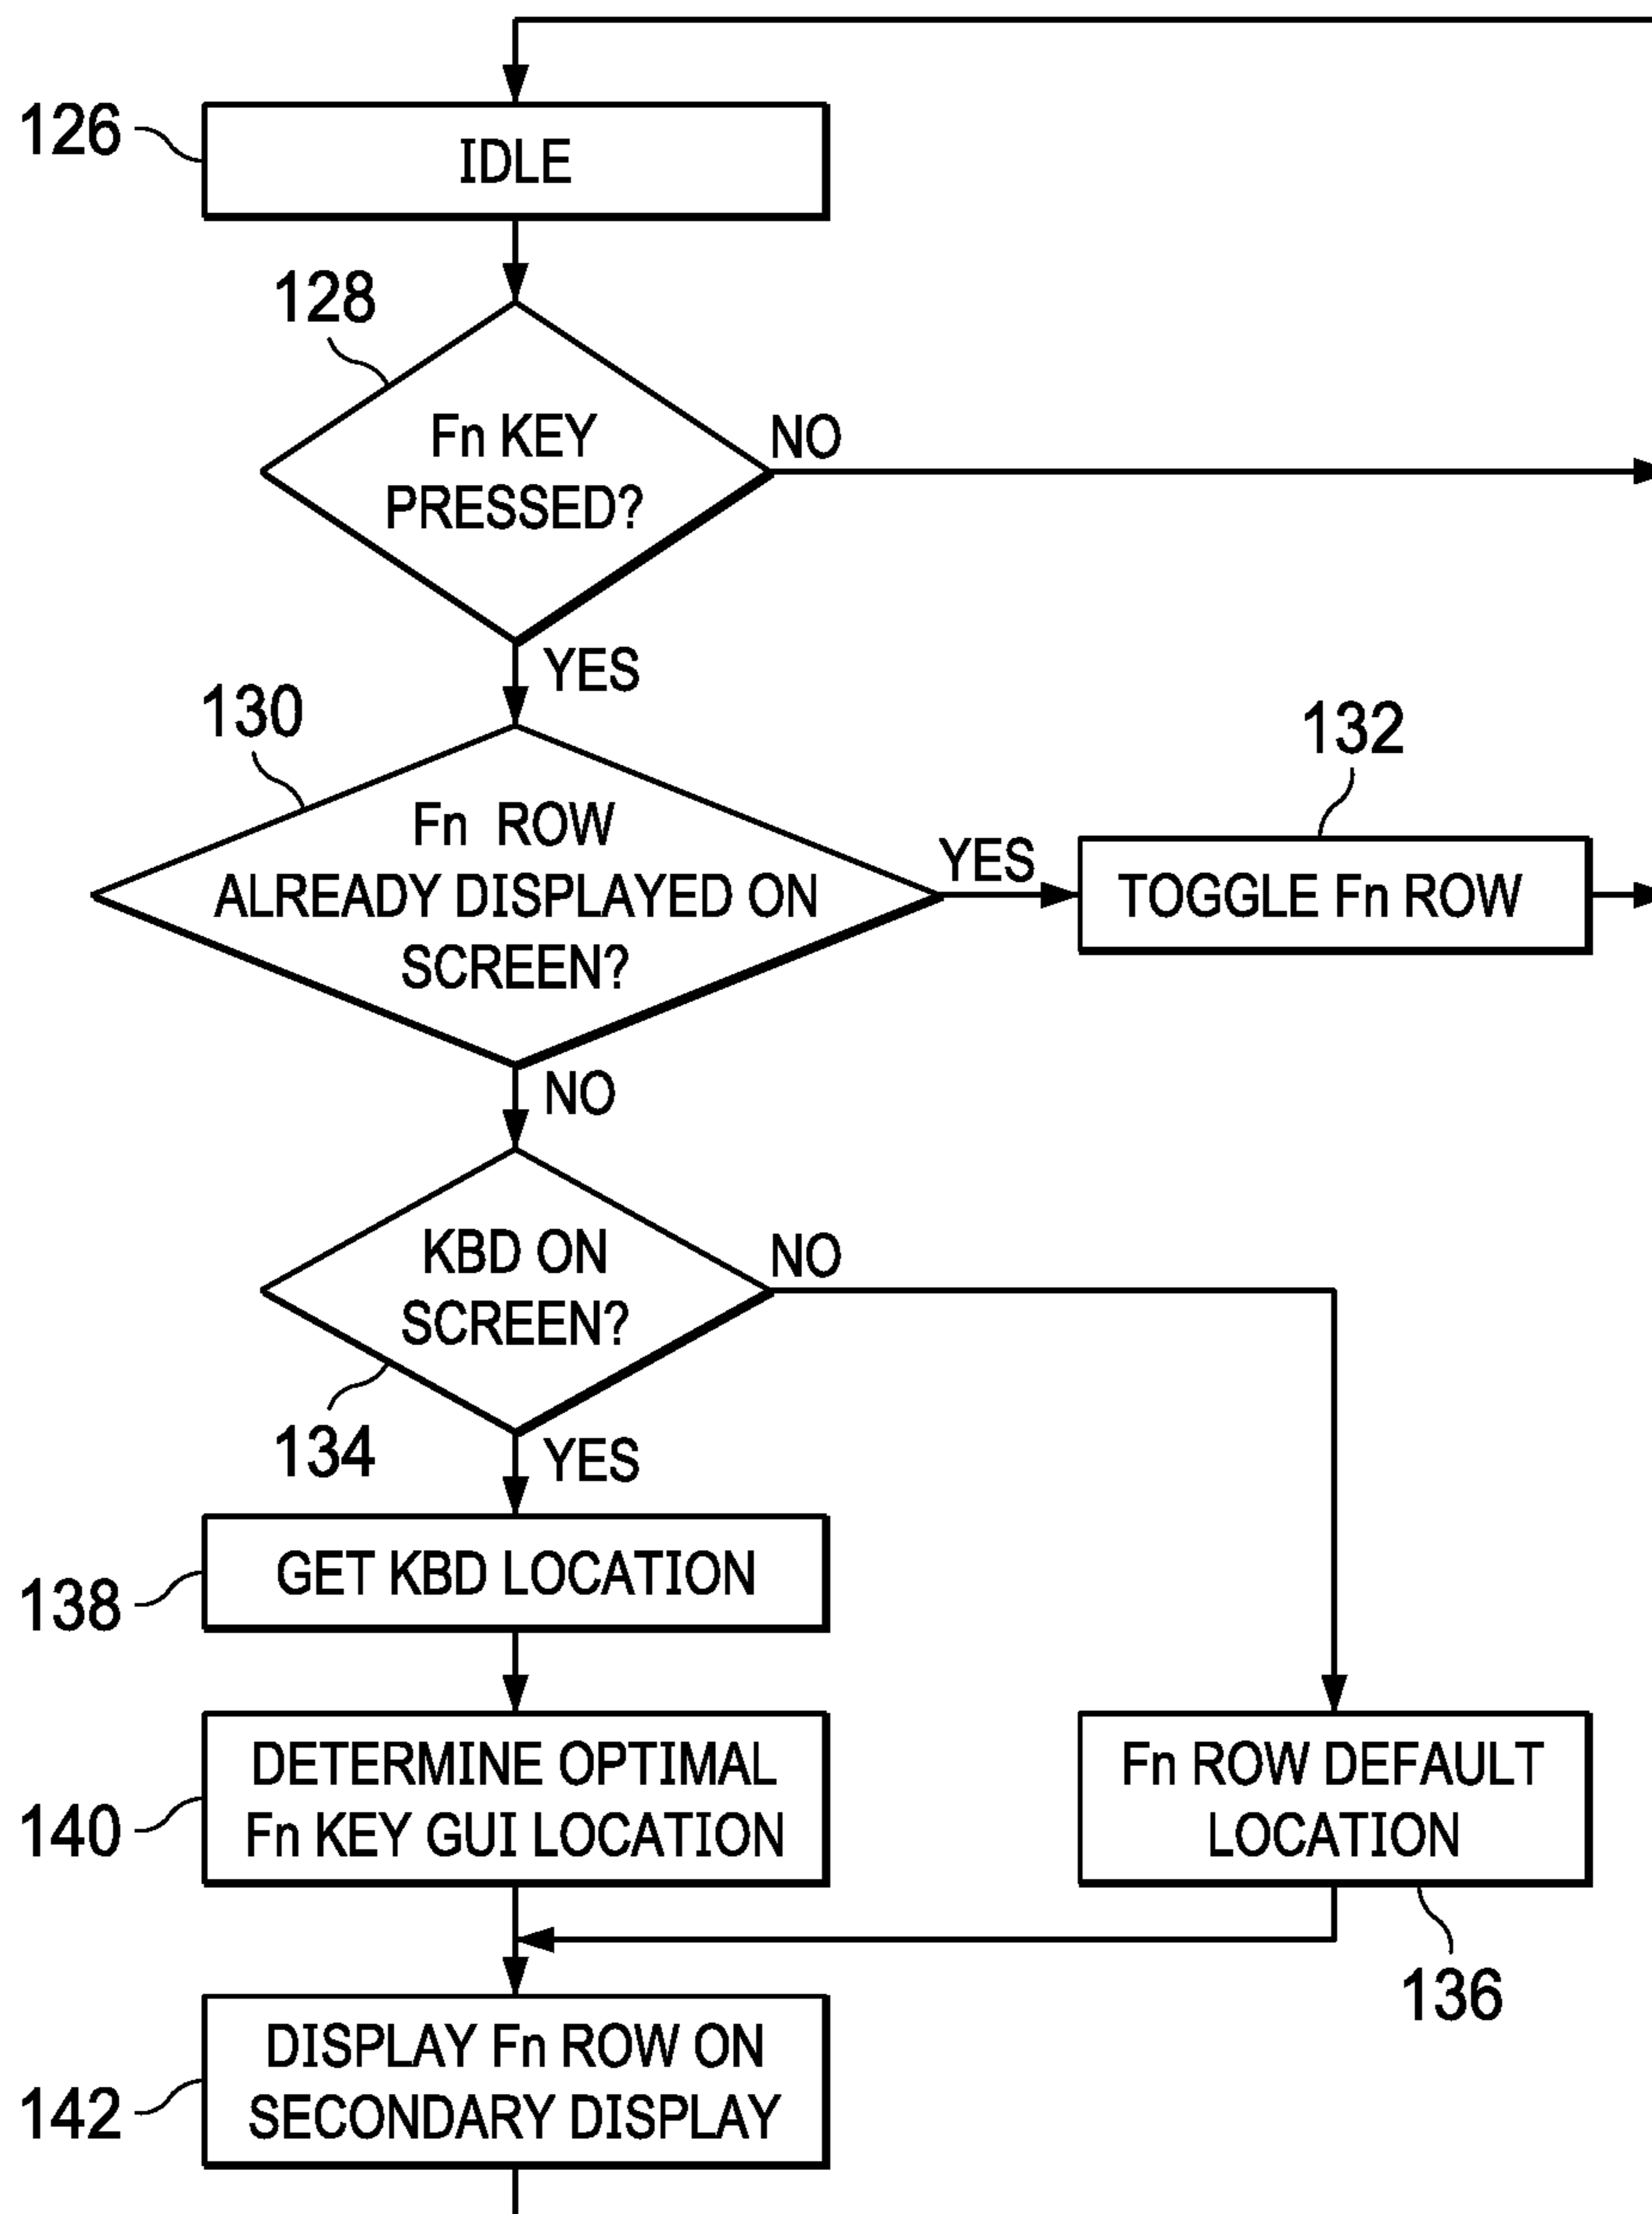 126
IDLE
128
Fn KEY
PRESSED?
NO
YES
130
Fn ROW
ALREADY DISPLAYED ON
SCREEN?
YES
132
TOGGLE Fn ROW
NO
KBD ON
SCREEN?
NO
134
YES
138
GET KBD LOCATION
140
DETERMINE OPTIMAL
Fn KEY GUI LOCATION
Fn ROW DEFAULT
LOCATION
136
142
DISPLAY Fn ROW ON
SECONDARY DISPLAY